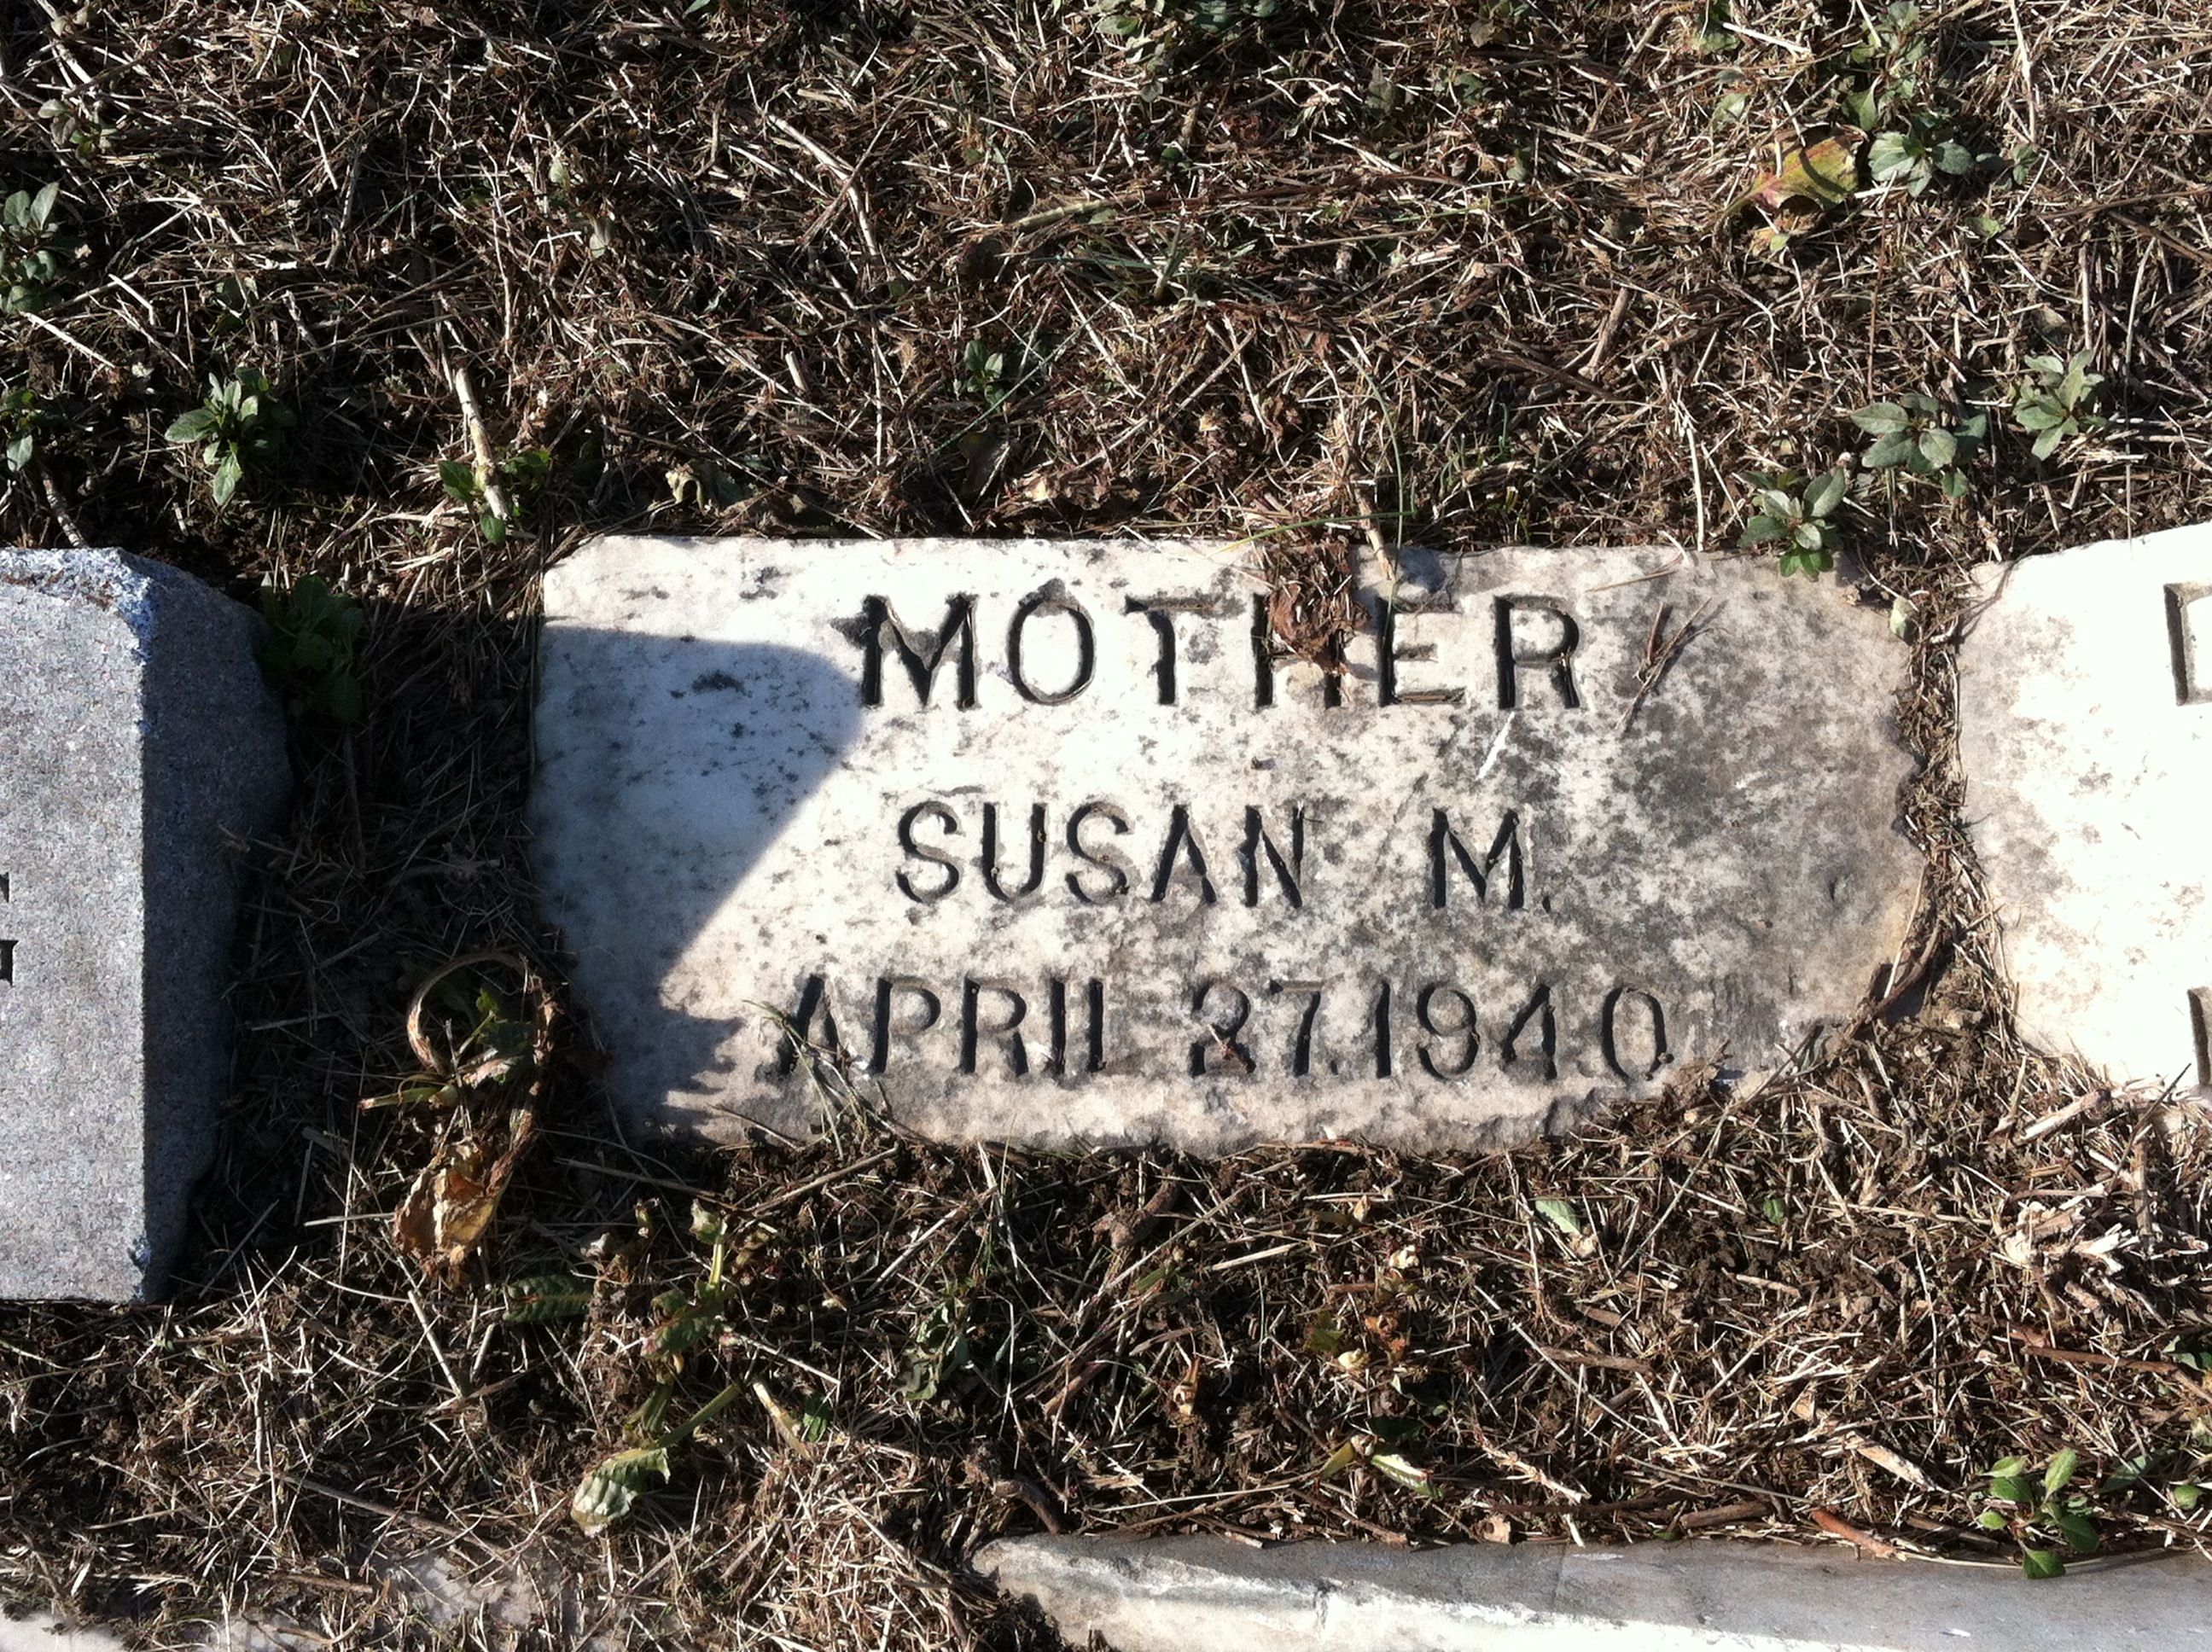 MOTHER
SUSAN M.
APRIL 27.1940